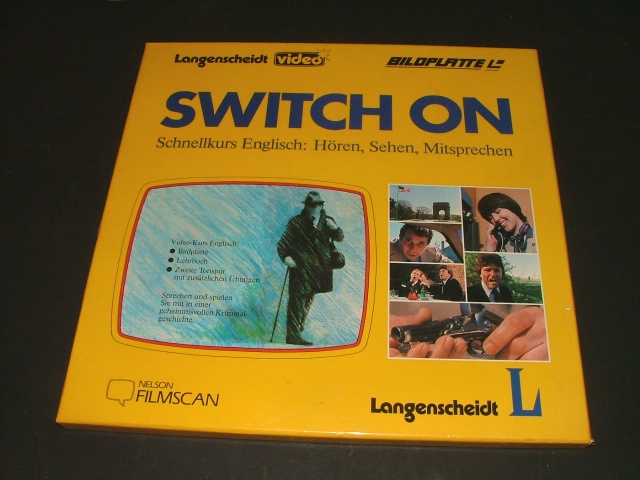 Langenscheidt video
BILDPLATTE
SWITCH ON
Schnellkurs Englisch: Hören, Sehen, Mitsprechen
Video-Kurs Englisch:
● Bildplatte
● Lehrbuch
● Zweite Tonspur
mit zusätzlichen Übungen
Sprechen und spielen
Sie mit in einer
geheimnisvollen Kriminal-
geschichte.
NELSON
FILMSCAN
Langenscheidt L